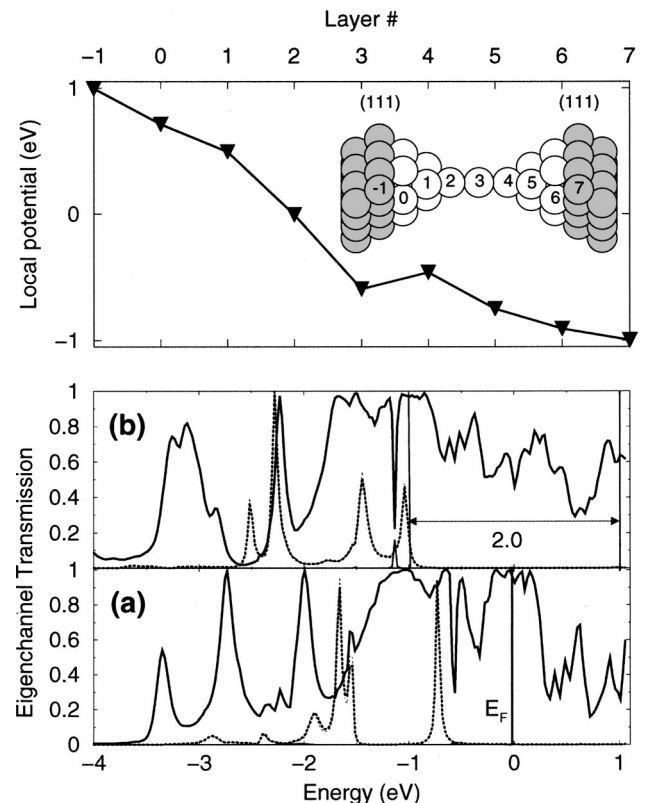 Layer #
−1 0 1 2 3 4 5 6 7
Local potential (eV)
1
0
−1
(111) (111)
-1 0 1 2 3 4 5 6 7
Eigenchannel Transmission
(b)
1
0.8
0.6
0.4
0.2
2.0
(a)
1
0.8
0.6
0.4
0.2
0
E_F
−4 −3 −2 −1 0 1
Energy (eV)